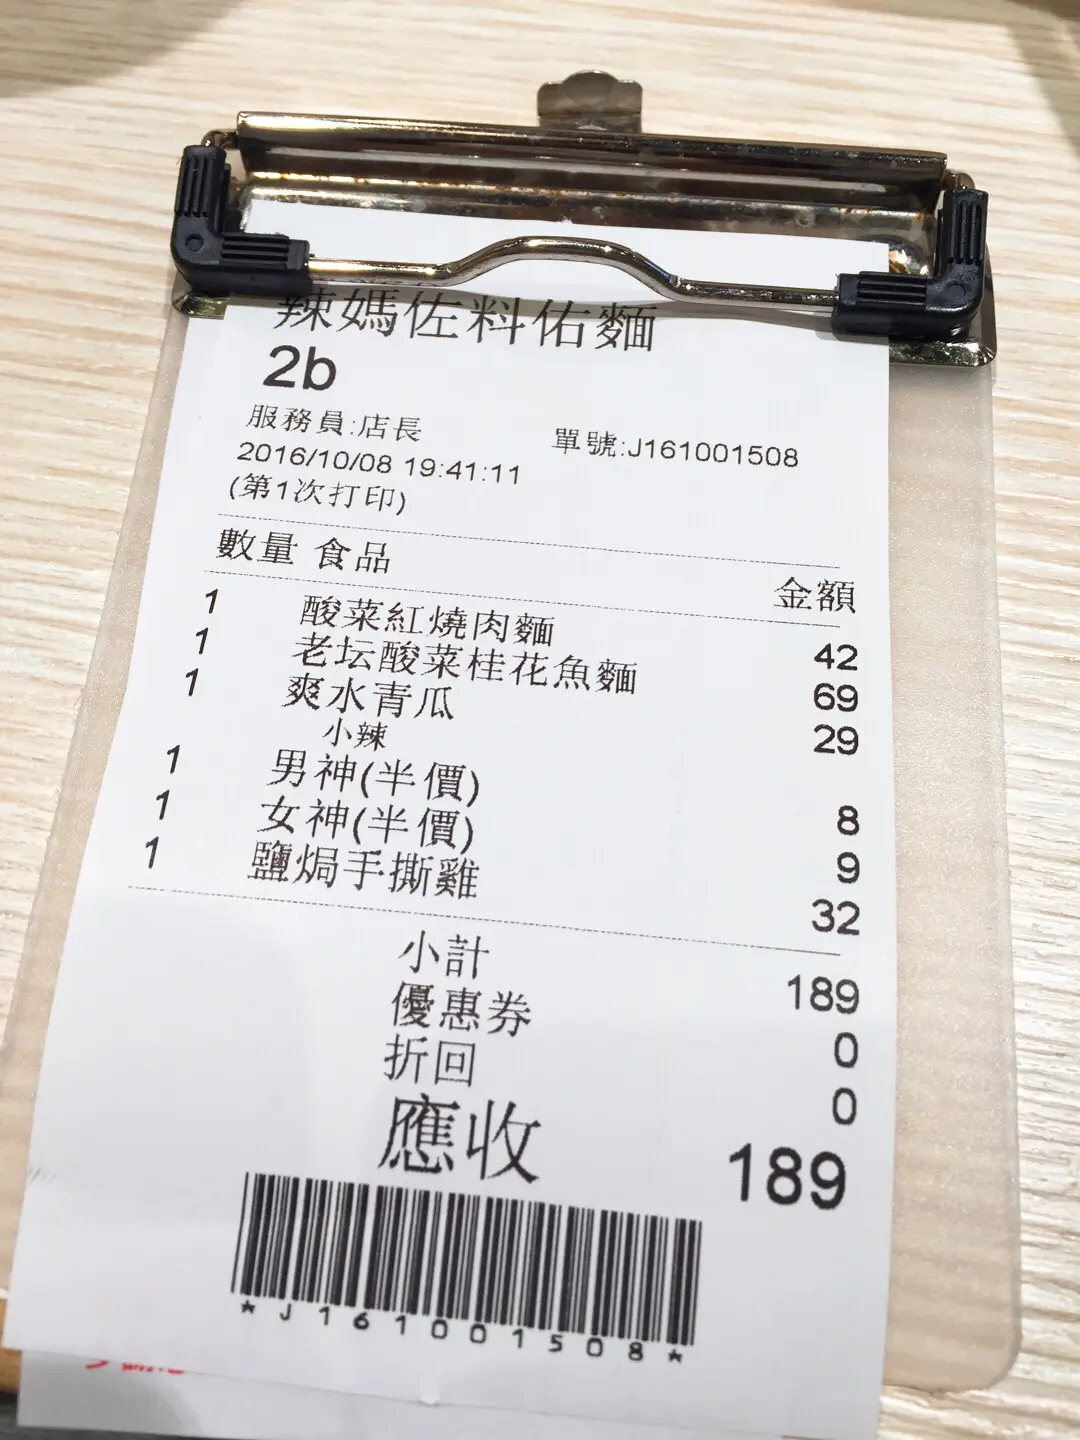 辣媽佐料佑麵
2b
服務員:店長 單號:J161001508
2016/10/08 19:41:11
(第1次打印)
數量 食品 金額
1 酸菜紅燒肉麵 42
1 老坛酸菜桂花魚麵 69
1 爽水青瓜 29
小辣
1 男神(半價) 8
1 女神(半價) 9
1 鹽焗手撕雞 32
小計 189
優惠券 0
折回 0
應收 189
*J161001508*